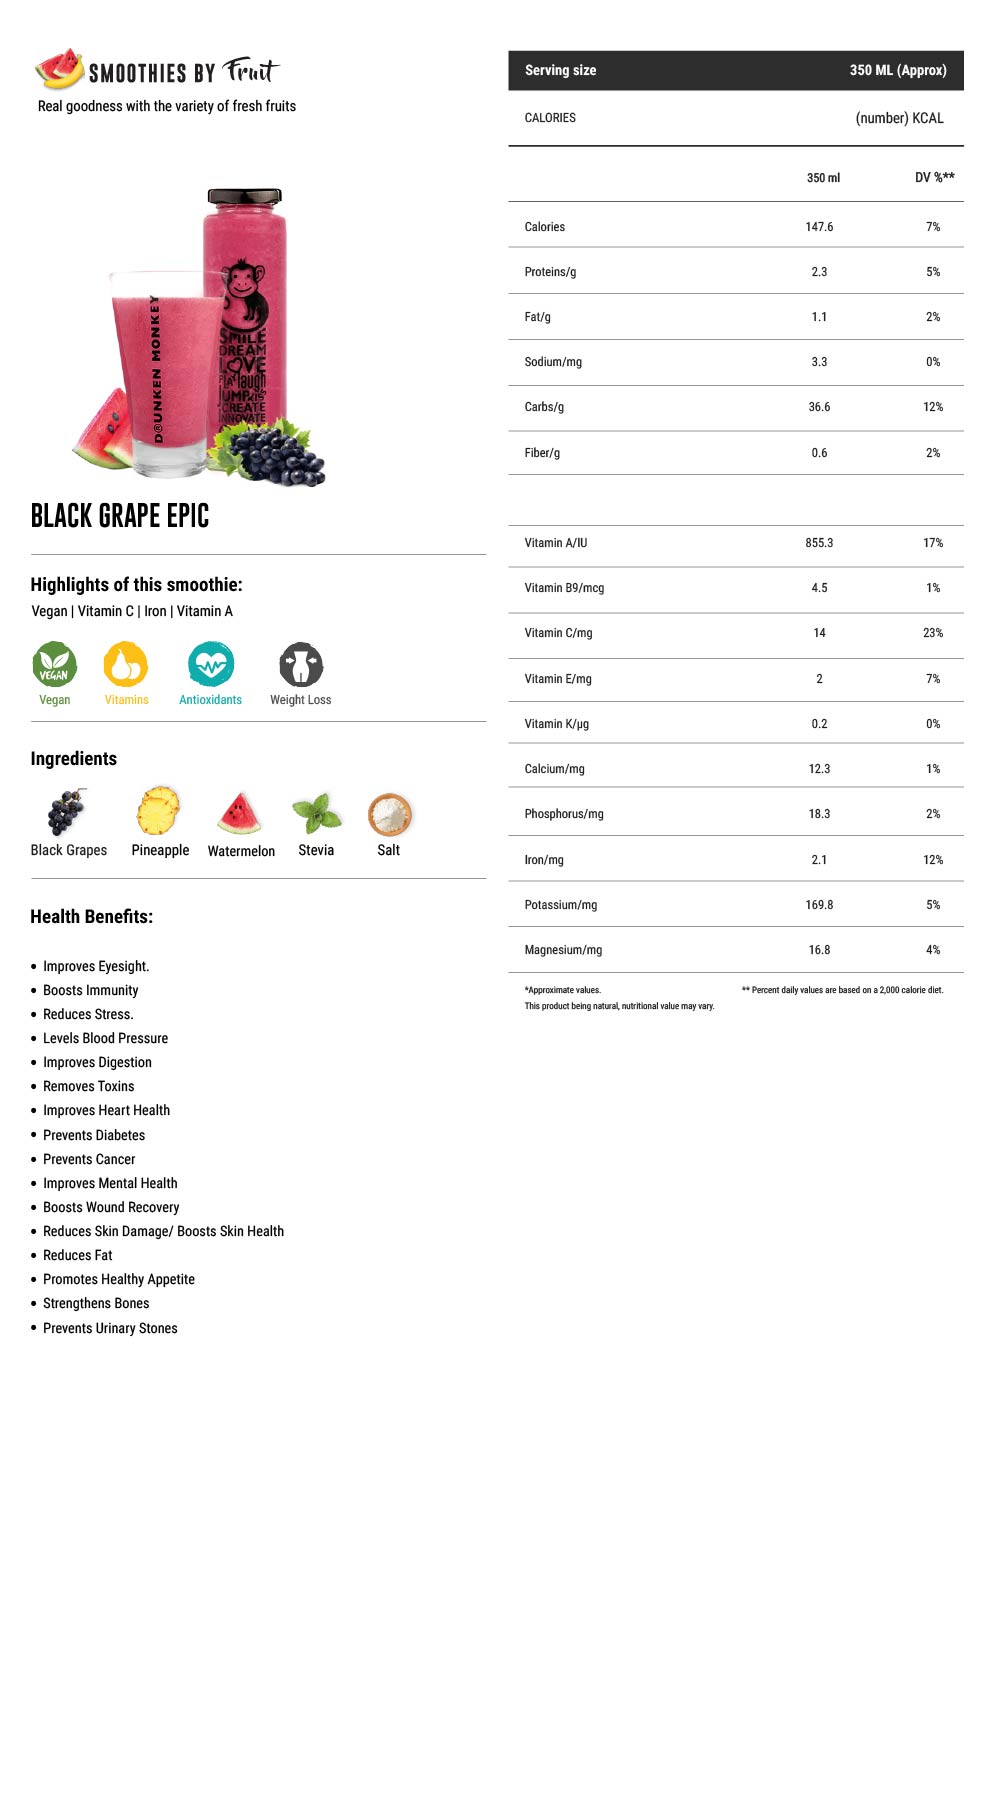 SMOOTHIES BY Fruit
Real goodness with the variety of fresh fruits
DRUNKEN MONKEY
SMILE
DREAM
LOVE
PLAY laugh
JUMP KISS
CREATE
INNOVATE
BLACK GRAPE EPIC
Highlights of this smoothie:
Vegan | Vitamin C | Iron | Vitamin A
VEGAN
Vegan Vitamins Antioxidants Weight Loss
Ingredients
Black Grapes Pineapple Watermelon Stevia Salt
Health Benefits:
• Improves Eyesight.
• Boosts Immunity
• Reduces Stress.
• Levels Blood Pressure
• Improves Digestion
• Removes Toxins
• Improves Heart Health
• Prevents Diabetes
• Prevents Cancer
• Improves Mental Health
• Boosts Wound Recovery
• Reduces Skin Damage/ Boosts Skin Health
• Reduces Fat
• Promotes Healthy Appetite
• Strengthens Bones
• Prevents Urinary Stones
Serving size 350 ML (Approx)
CALORIES (number) KCAL
350 ml DV %**
Calories 147.6 7%
Proteins/g 2.3 5%
Fat/g 1.1 2%
Sodium/mg 3.3 0%
Carbs/g 36.6 12%
Fiber/g 0.6 2%
Vitamin A/IU 855.3 17%
Vitamin B9/mcg 4.5 1%
Vitamin C/mg 14 23%
Vitamin E/mg 2 7%
Vitamin K/µg 0.2 0%
Calcium/mg 12.3 1%
Phosphorus/mg 18.3 2%
Iron/mg 2.1 12%
Potassium/mg 169.8 5%
Magnesium/mg 16.8 4%
*Approximate values. ** Percent daily values are based on a 2,000 calorie diet.
This product being natural, nutritional value may vary.